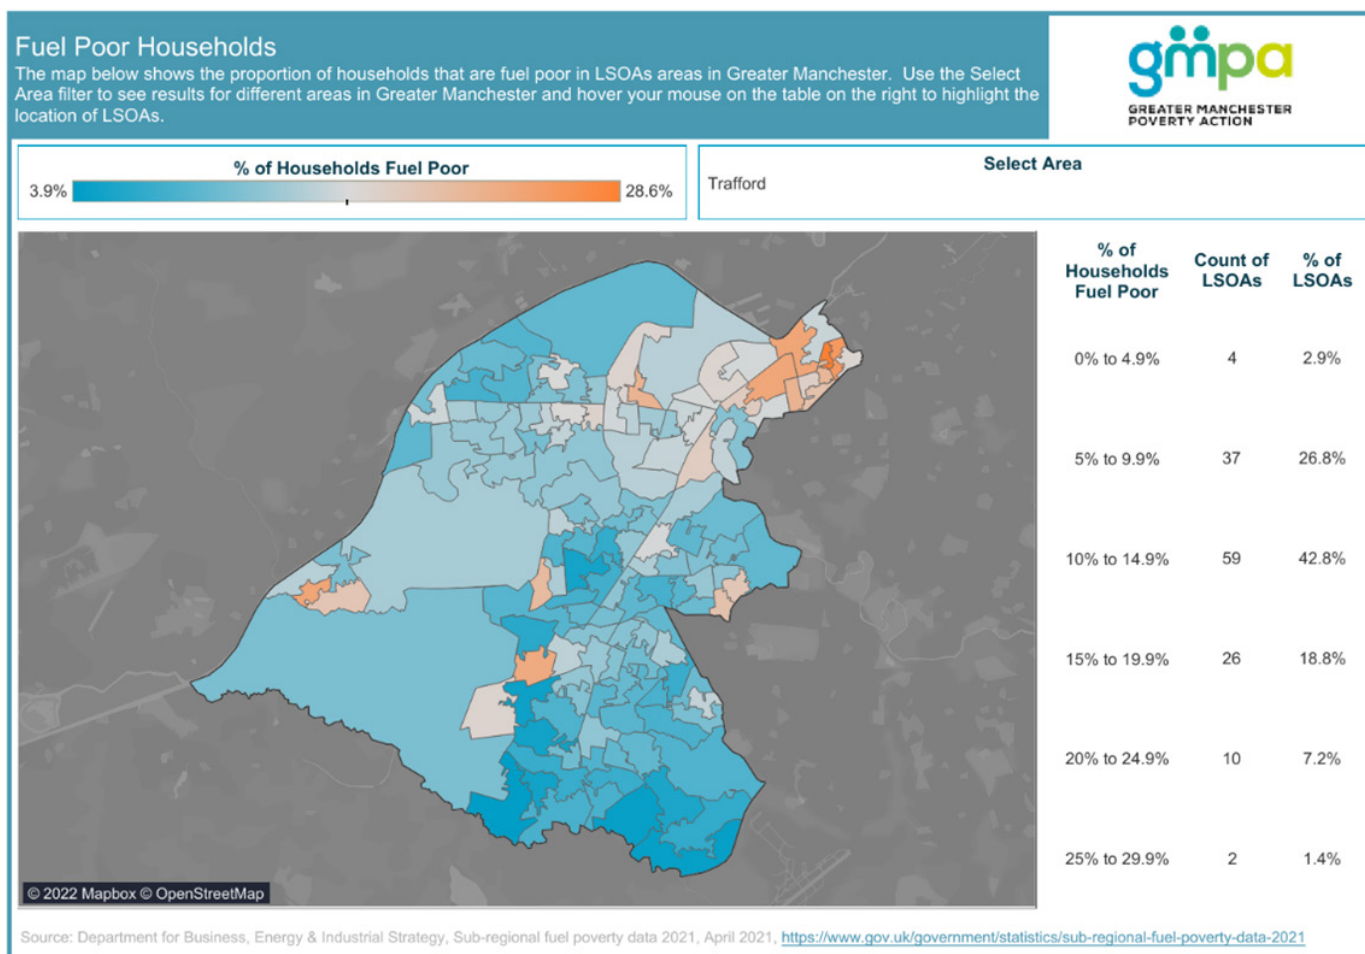 Fuel Poor Households
The map below shows the proportion of households that are fuel poor in LSOAs areas in Greater Manchester. Use the Select
Area filter to see results for different areas in Greater Manchester and hover your mouse on the table on the right to highlight the
location of LSOAs.
gmpa
GREATER MANCHESTER
POVERTY ACTION
% of Households Fuel Poor
3.9% 28.6%
Select Area
Trafford
% of
Households
Fuel Poor
Count of
LSOAs
% of
LSOAs
0% to 4.9% 4 2.9%
5% to 9.9% 37 26.8%
10% to 14.9% 59 42.8%
15% to 19.9% 26 18.8%
20% to 24.9% 10 7.2%
25% to 29.9% 2 1.4%
© 2022 Mapbox © OpenStreetMap
Source: Department for Business, Energy & Industrial Strategy, Sub-regional fuel poverty data 2021, April 2021, https://www.gov.uk/government/statistics/sub-regional-fuel-poverty-data-2021